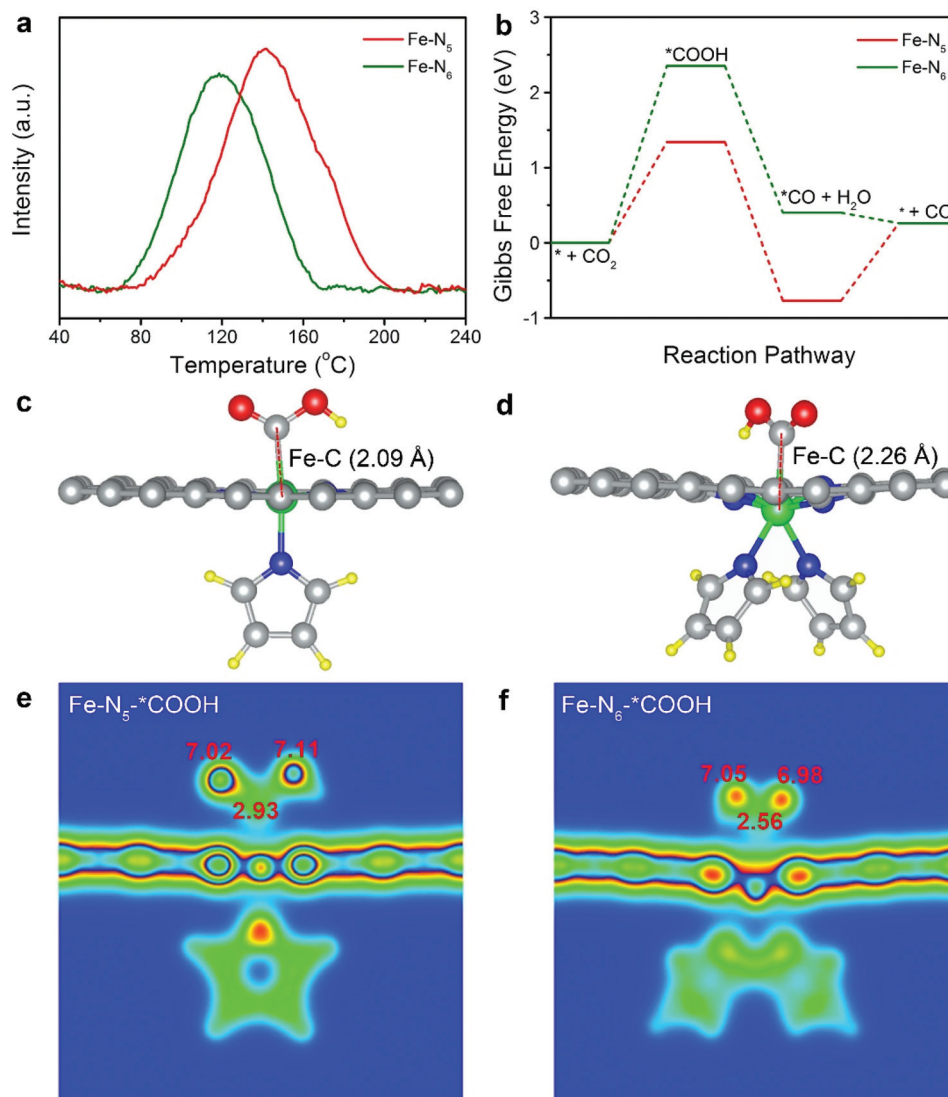 a
Fe-N5
Fe-N6
Intensity (a.u.)
40 80 120 160 200 240
Temperature (oC)
b
Fe-N5
Fe-N6
Gibbs Free Energy (eV)
3
2
1
0
-1
* + CO2
*COOH
*CO + H2O
* + CO
Reaction Pathway
c
Fe-C (2.09 Å)
d
Fe-C (2.26 Å)
e
Fe-N5-*COOH
7.02 7.11
2.93
f
Fe-N6-*COOH
7.05 6.98
2.56